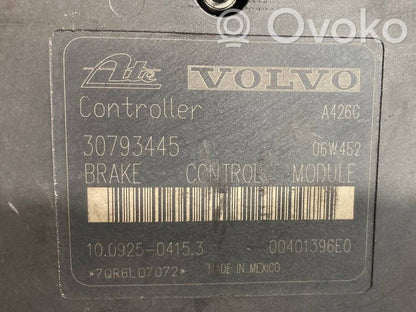 Ovoko
Ate VOLVO
Controller A426G
30793445 06W452
BRAKE CONTROL MODULE
10.0925-0415.3 00401396E0
*7QR6L07072* MADE IN MEXICO